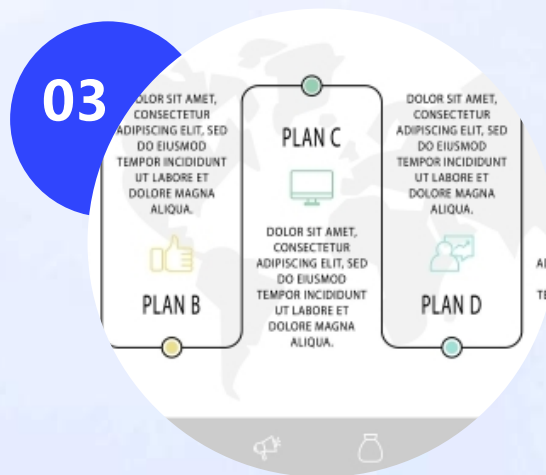 03
DOLOR SIT AMET,
CONSECTETUR
ADIPISCING ELIT, SED
DO EIUSMOD
TEMPOR INCIDIDUNT
UT LABORE ET
DOLORE MAGNA
ALIQUA.
PLAN B
PLAN C
DOLOR SIT AMET,
CONSECTETUR
ADIPISCING ELIT, SED
DO EIUSMOD
TEMPOR INCIDIDUNT
UT LABORE ET
DOLORE MAGNA
ALIQUA.
DOLOR SIT AMET,
CONSECTETUR
ADIPISCING ELIT, SED
DO EIUSMOD
TEMPOR INCIDIDUNT
UT LABORE ET
DOLORE MAGNA
ALIQUA.
PLAN D